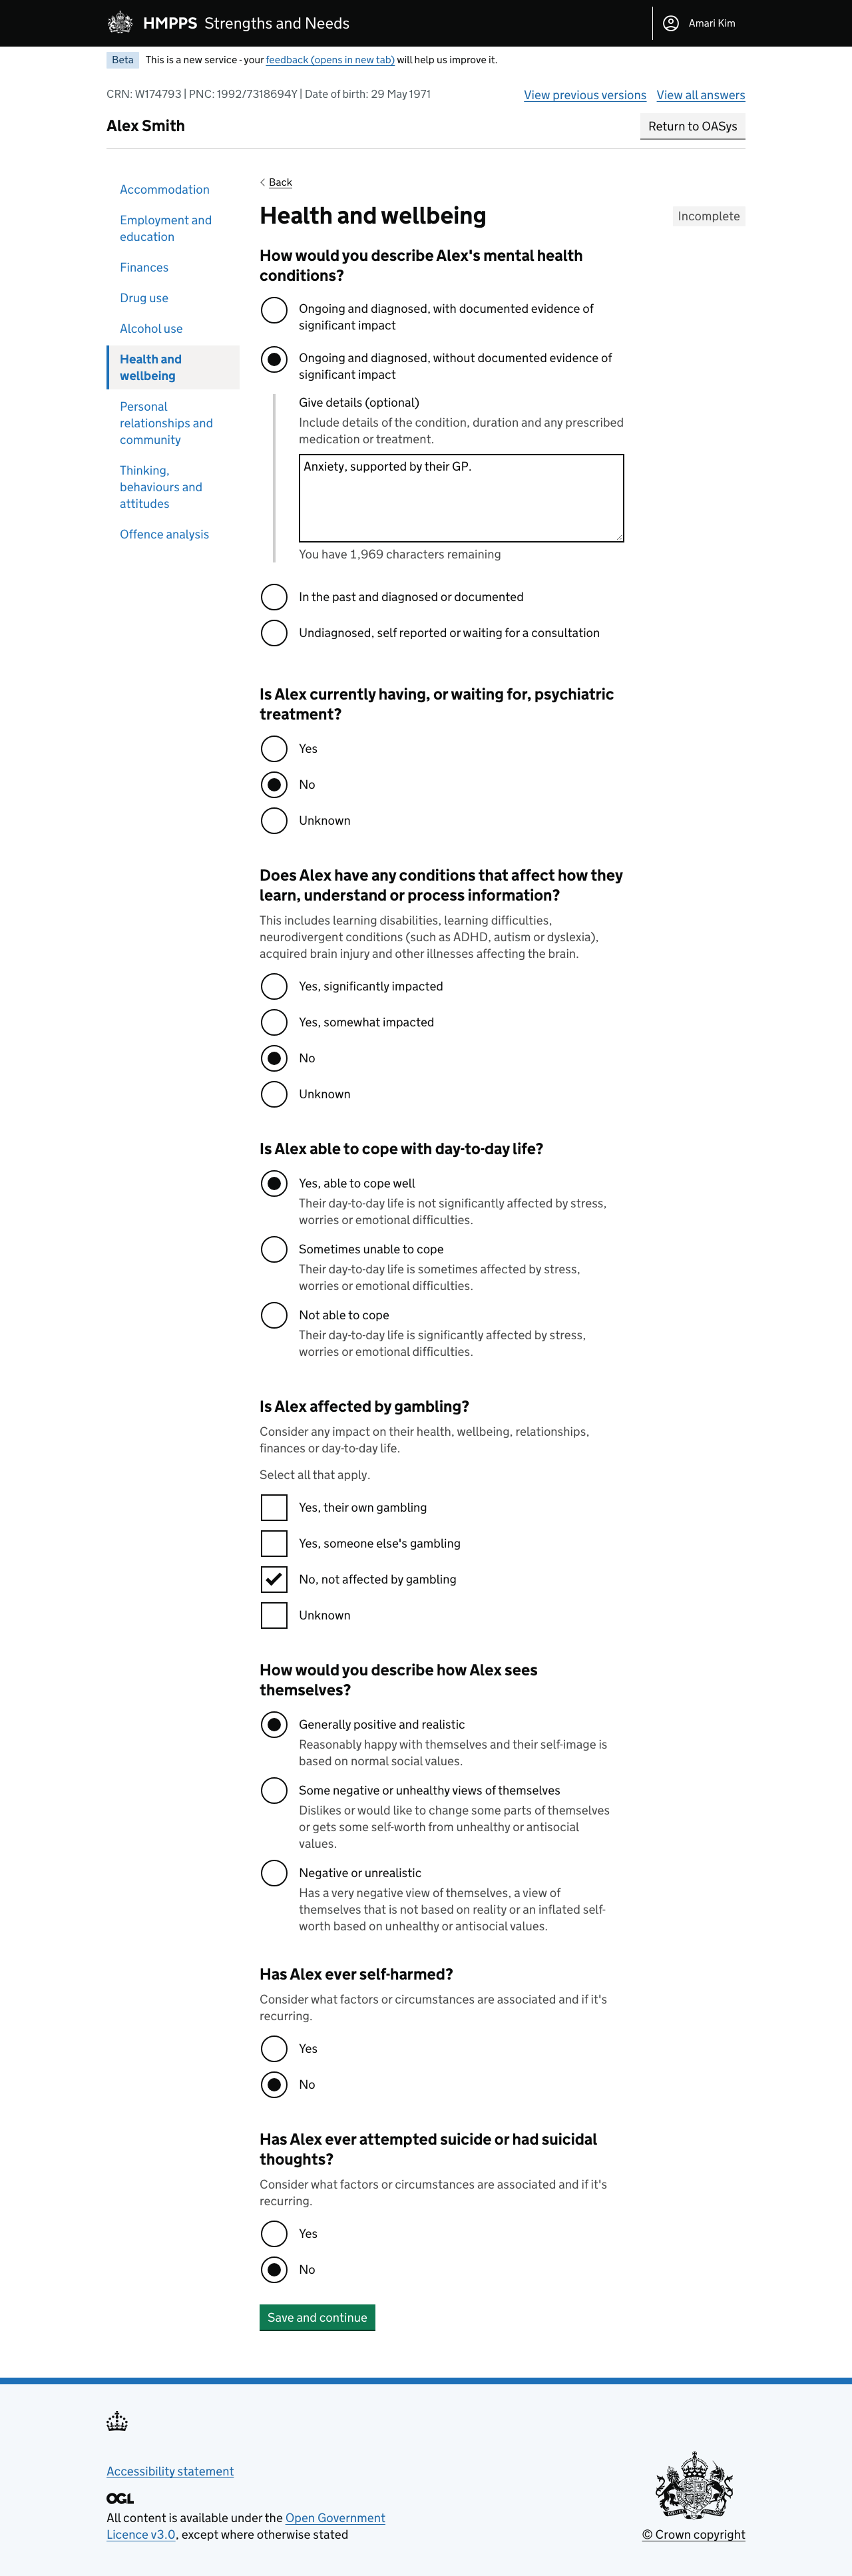 HMPPS Strengths and Needs
Amari Kim
Beta
This is a new service - your feedback (opens in new tab) will help us improve it.
CRN: W174793 | PNC: 1992/7318694Y | Date of birth: 29 May 1971
View previous versions
View all answers
Alex Smith
Return to OASys
Accommodation
Employment and
education
Finances
Drug use
Alcohol use
Health and
wellbeing
Personal
relationships and
community
Thinking,
behaviours and
attitudes
Offence analysis
Back
Health and wellbeing
Incomplete
How would you describe Alex's mental health
conditions?
Ongoing and diagnosed, with documented evidence of
significant impact
Ongoing and diagnosed, without documented evidence of
significant impact
Give details (optional)
Include details of the condition, duration and any prescribed
medication or treatment.
Anxiety, supported by their GP.
You have 1,969 characters remaining
In the past and diagnosed or documented
Undiagnosed, self reported or waiting for a consultation
Is Alex currently having, or waiting for, psychiatric
treatment?
Yes
No
Unknown
Does Alex have any conditions that affect how they
learn, understand or process information?
This includes learning disabilities, learning difficulties,
neurodivergent conditions (such as ADHD, autism or dyslexia),
acquired brain injury and other illnesses affecting the brain.
Yes, significantly impacted
Yes, somewhat impacted
No
Unknown
Is Alex able to cope with day-to-day life?
Yes, able to cope well
Their day-to-day life is not significantly affected by stress,
worries or emotional difficulties.
Sometimes unable to cope
Their day-to-day life is sometimes affected by stress,
worries or emotional difficulties.
Not able to cope
Their day-to-day life is significantly affected by stress,
worries or emotional difficulties.
Is Alex affected by gambling?
Consider any impact on their health, wellbeing, relationships,
finances or day-to-day life.
Select all that apply.
Yes, their own gambling
Yes, someone else's gambling
No, not affected by gambling
Unknown
How would you describe how Alex sees
themselves?
Generally positive and realistic
Reasonably happy with themselves and their self-image is
based on normal social values.
Some negative or unhealthy views of themselves
Dislikes or would like to change some parts of themselves
or gets some self-worth from unhealthy or antisocial
values.
Negative or unrealistic
Has a very negative view of themselves, a view of
themselves that is not based on reality or an inflated self-
worth based on unhealthy or antisocial values.
Has Alex ever self-harmed?
Consider what factors or circumstances are associated and if it's
recurring.
Yes
No
Has Alex ever attempted suicide or had suicidal
thoughts?
Consider what factors or circumstances are associated and if it's
recurring.
Yes
No
Save and continue
Accessibility statement
OGL
All content is available under the Open Government
Licence v3.0, except where otherwise stated
© Crown copyright